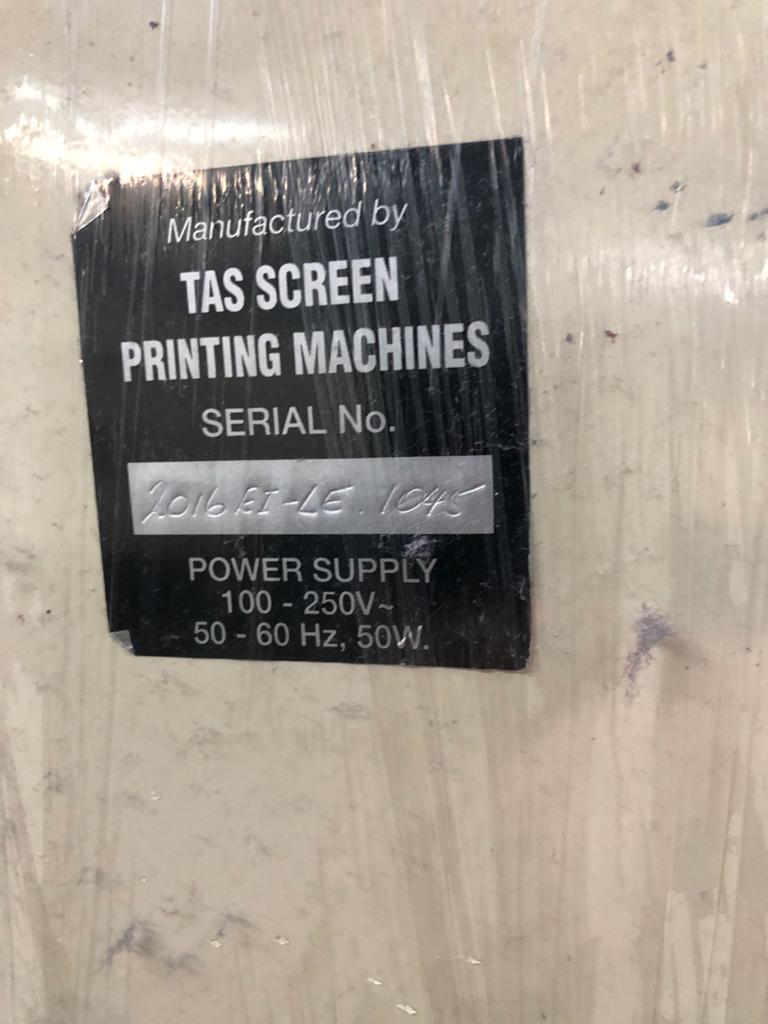 Manufactured by
TAS SCREEN
PRINTING MACHINES
SERIAL No.
2016 EI-LE. 1045
POWER SUPPLY
100 - 250V~
50 - 60 Hz, 50W.